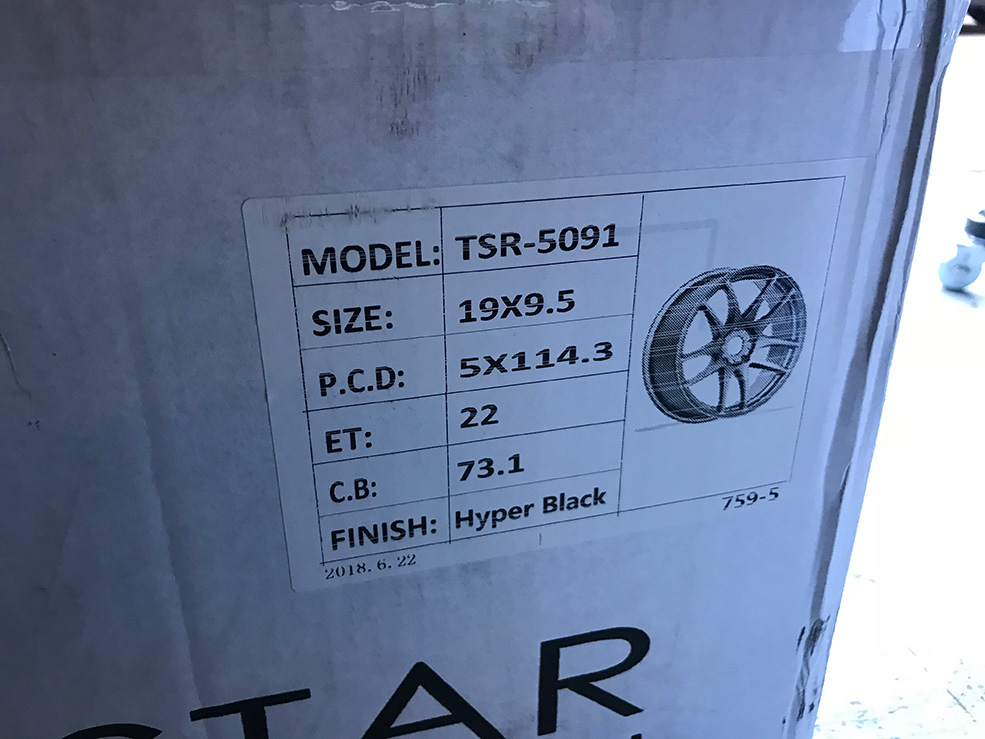 MODEL: TSR-5091
SIZE: 19X9.5
P.C.D: 5X114.3
ET: 22
C.B: 73.1
FINISH: Hyper Black
2018. 6. 22
759-5
STAR